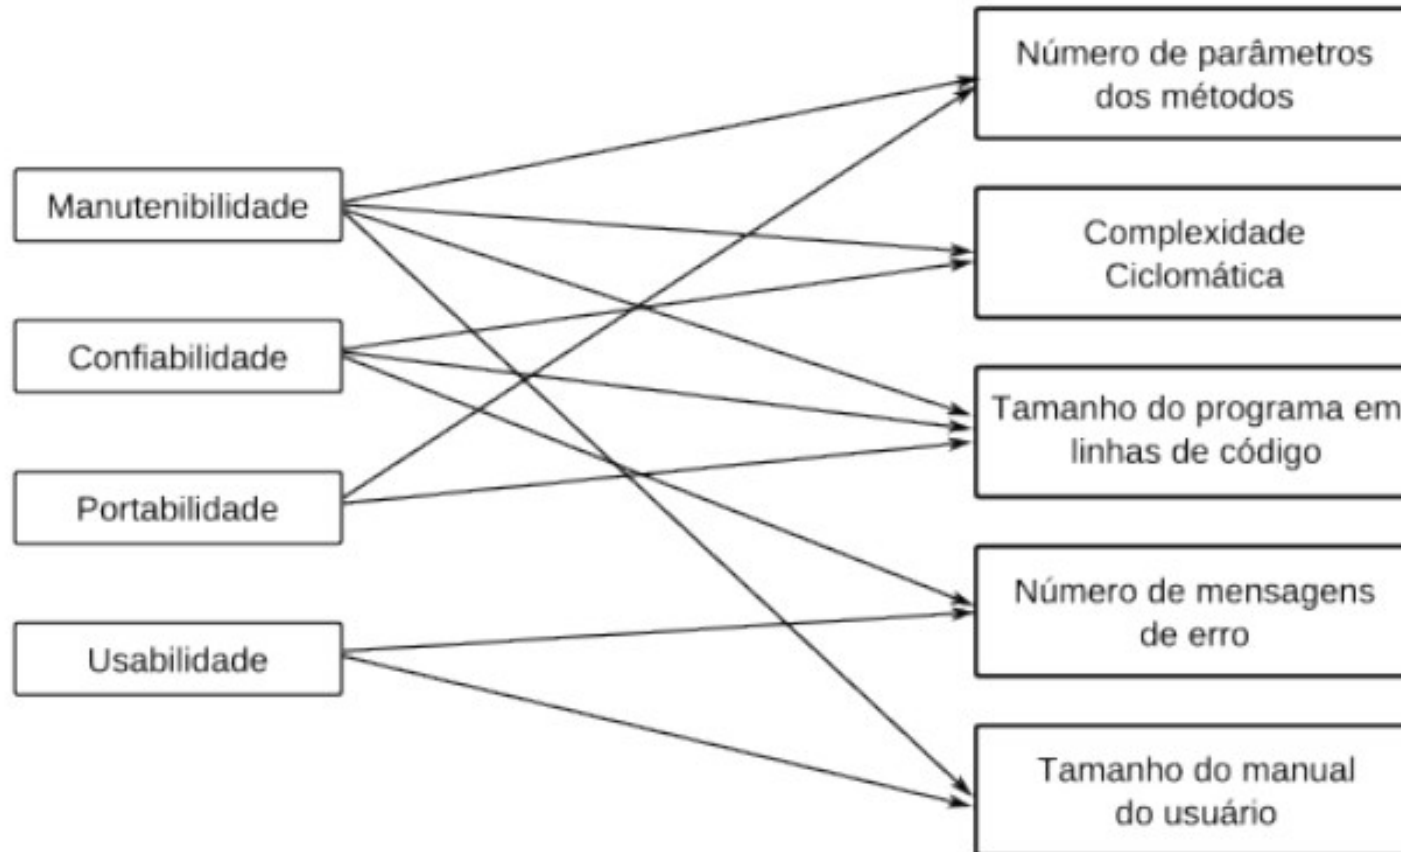 Manutenibilidade
Confiabilidade
Portabilidade
Usabilidade
Número de parâmetros
dos métodos
Complexidade
Ciclomática
Tamanho do programa em
linhas de código
Número de mensagens
de erro
Tamanho do manual
do usuário